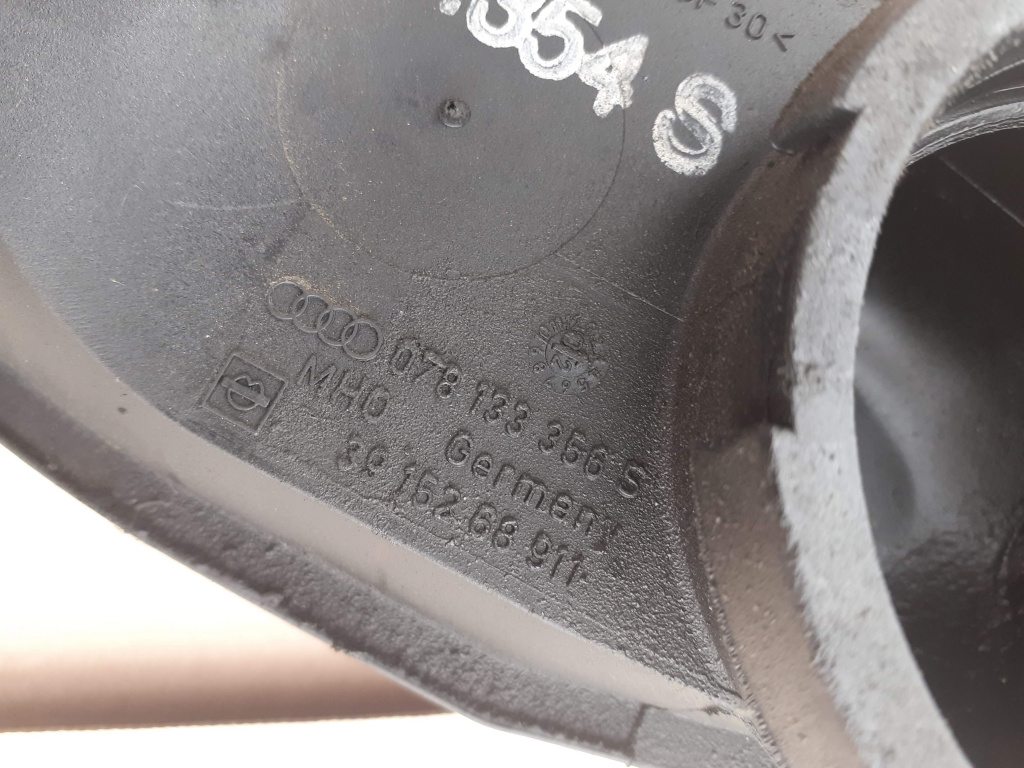 354 S
30<
078 133 356 S
MHG
Germany
39 152 68 911